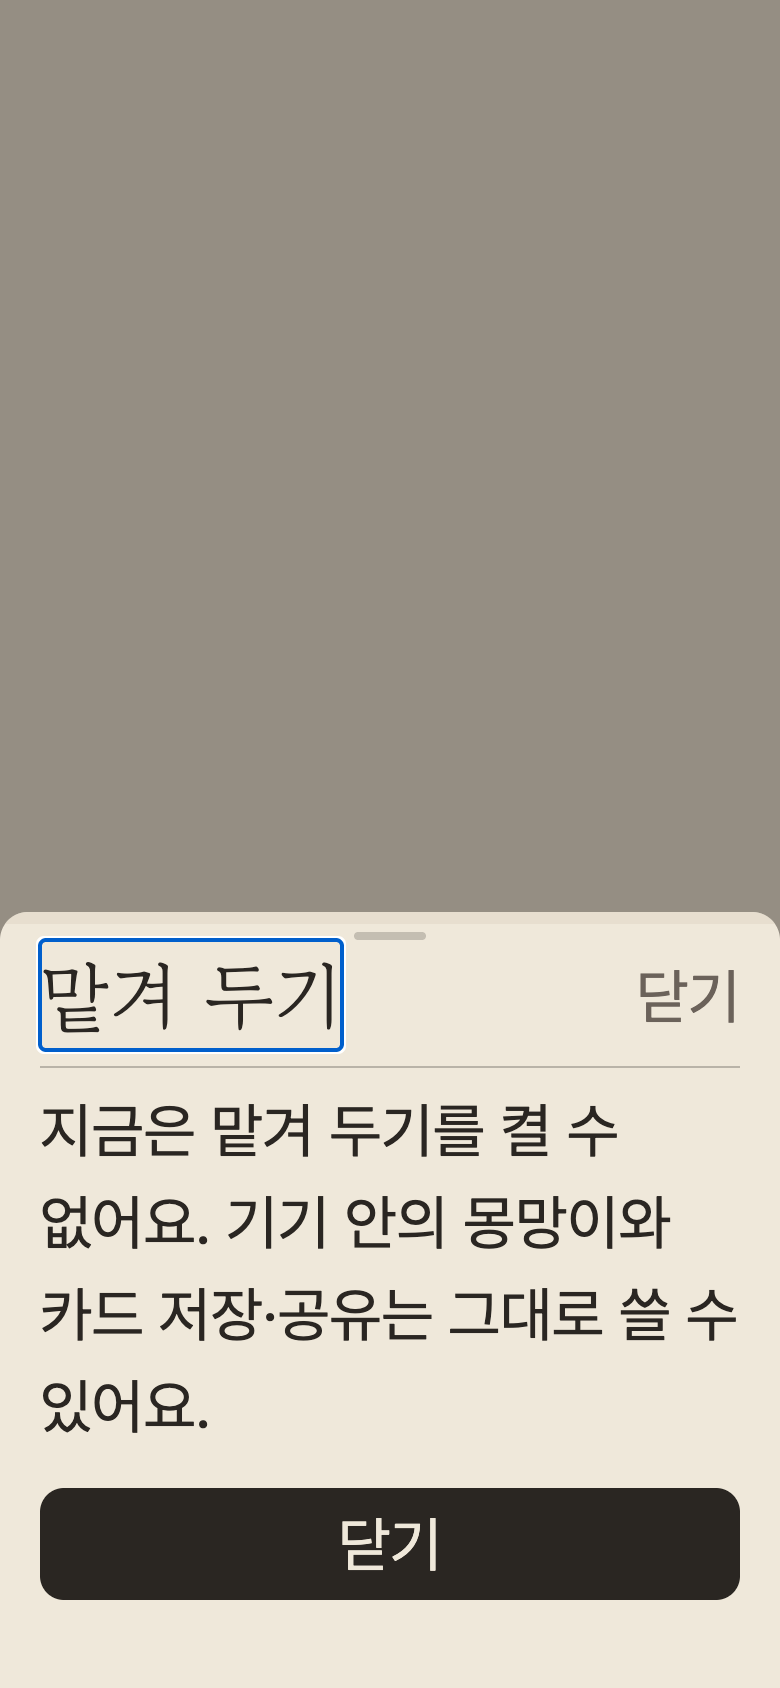 맡겨 두기
닫기
지금은 맡겨 두기를 켤 수
없어요. 기기 안의 몽망이와
카드 저장·공유는 그대로 쓸 수
있어요.
닫기